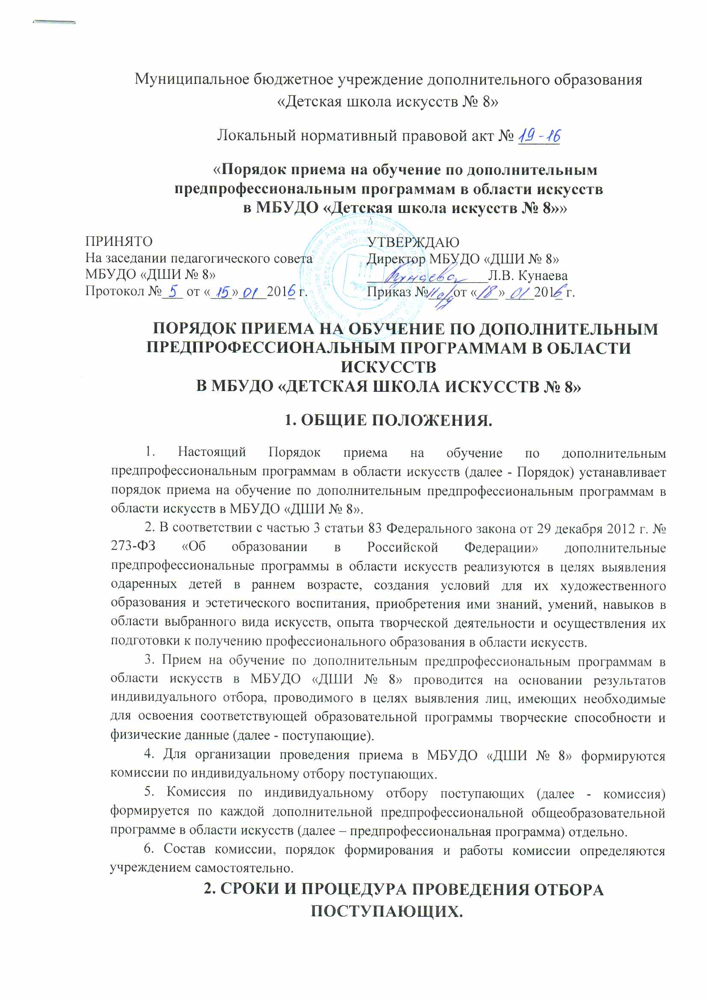 Муниципальное бюджетное учреждение дополнительного образования
«Детская школа искусств № 8»
Локальный нормативный правовой акт № 19-16
«Порядок приема на обучение по дополнительным
предпрофессиональным программам в области искусств
в МБУДО «Детская школа искусств № 8»»
ПРИНЯТО
На заседании педагогического совета
МБУДО «ДШИ № 8»
Протокол № 5 от «15» 01 2016 г.
УТВЕРЖДАЮ
Директор МБУДО «ДШИ № 8»
Кунаева Л.В. Кунаева
Приказ №11о/д от «18» 01 2016 г.
ПОРЯДОК ПРИЕМА НА ОБУЧЕНИЕ ПО ДОПОЛНИТЕЛЬНЫМ
ПРЕДПРОФЕССИОНАЛЬНЫМ ПРОГРАММАМ В ОБЛАСТИ
ИСКУССТВ
В МБУДО «ДЕТСКАЯ ШКОЛА ИСКУССТВ № 8»
1. ОБЩИЕ ПОЛОЖЕНИЯ.
1. Настоящий Порядок приема на обучение по дополнительным
предпрофессиональным программам в области искусств (далее - Порядок) устанавливает
порядок приема на обучение по дополнительным предпрофессиональным программам в
области искусств в МБУДО «ДШИ № 8».
2. В соответствии с частью 3 статьи 83 Федерального закона от 29 декабря 2012 г. №
273-ФЗ «Об образовании в Российской Федерации» дополнительные
предпрофессиональные программы в области искусств реализуются в целях выявления
одаренных детей в раннем возрасте, создания условий для их художественного
образования и эстетического воспитания, приобретения ими знаний, умений, навыков в
области выбранного вида искусств, опыта творческой деятельности и осуществления их
подготовки к получению профессионального образования в области искусств.
3. Прием на обучение по дополнительным предпрофессиональным программам в
области искусств в МБУДО «ДШИ № 8» проводится на основании результатов
индивидуального отбора, проводимого в целях выявления лиц, имеющих необходимые
для освоения соответствующей образовательной программы творческие способности и
физические данные (далее - поступающие).
4. Для организации проведения приема в МБУДО «ДШИ № 8» формируются
комиссии по индивидуальному отбору поступающих.
5. Комиссия по индивидуальному отбору поступающих (далее - комиссия)
формируется по каждой дополнительной предпрофессиональной общеобразовательной
программе в области искусств (далее – предпрофессиональная программа) отдельно.
6. Состав комиссии, порядок формирования и работы комиссии определяются
учреждением самостоятельно.
2. СРОКИ И ПРОЦЕДУРА ПРОВЕДЕНИЯ ОТБОРА
ПОСТУПАЮЩИХ.